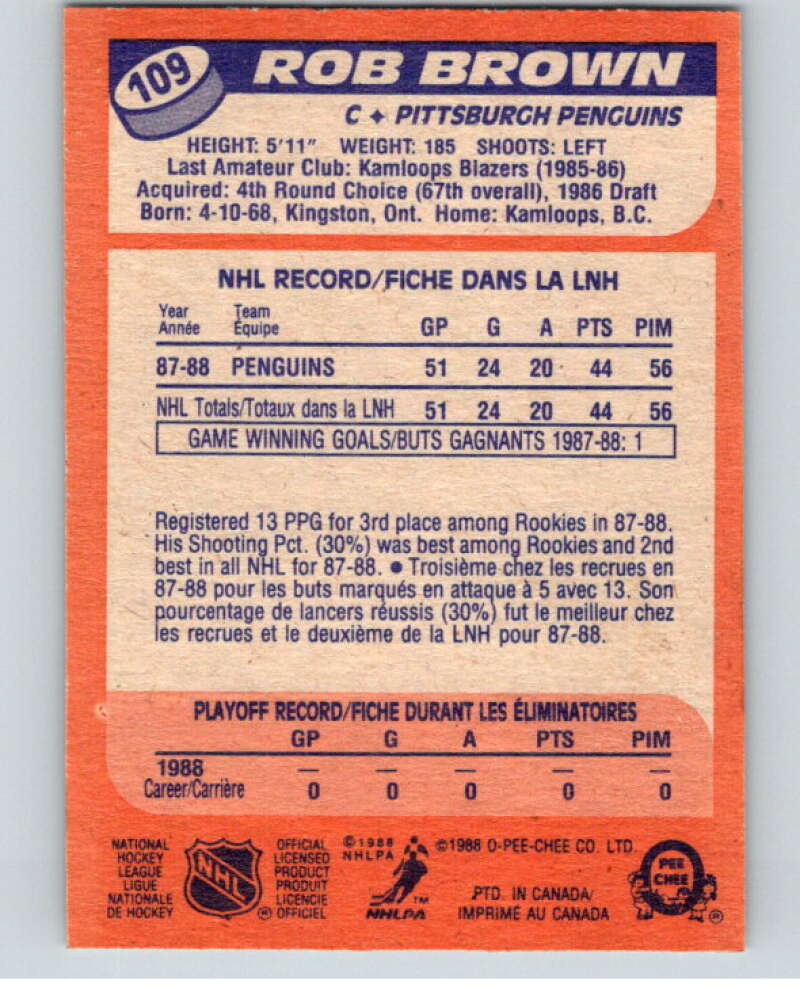 109
ROB BROWN
C ✦ PITTSBURGH PENGUINS
HEIGHT: 5'11" WEIGHT: 185 SHOOTS: LEFT
Last Amateur Club: Kamloops Blazers (1985-86)
Acquired: 4th Round Choice (67th overall), 1986 Draft
Born: 4-10-68, Kingston, Ont. Home: Kamloops, B.C.
NHL RECORD/FICHE DANS LA LNH
Year Team
Année Équipe GP G A PTS PIM
87-88 PENGUINS 51 24 20 44 56
NHL Totals/Totaux dans la LNH 51 24 20 44 56
GAME WINNING GOALS/BUTS GAGNANTS 1987-88: 1
Registered 13 PPG for 3rd place among Rookies in 87-88.
His Shooting Pct. (30%) was best among Rookies and 2nd
best in all NHL for 87-88. ● Troisième chez les recrues en
87-88 pour les buts marqués en attaque à 5 avec 13. Son
pourcentage de lancers réussis (30%) fut le meilleur chez
les recrues et le deuxième de la LNH pour 87-88.
PLAYOFF RECORD/FICHE DURANT LES ÉLIMINATOIRES
GP G A PTS PIM
1988 — — — — —
Career/Carrière 0 0 0 0 0
NATIONAL
HOCKEY
LEAGUE
LIGUE
NATIONALE
DE HOCKEY
NHL
®
OFFICIAL
LICENSED
PRODUCT
PRODUIT
LICENCIE
OFFICIEL
©1988
NHLPA
TM
NHLPA
©1988 O-PEE-CHEE CO. LTD.
PTD. IN CANADA/
IMPRIMÉ AU CANADA
PEE
CHEE
®